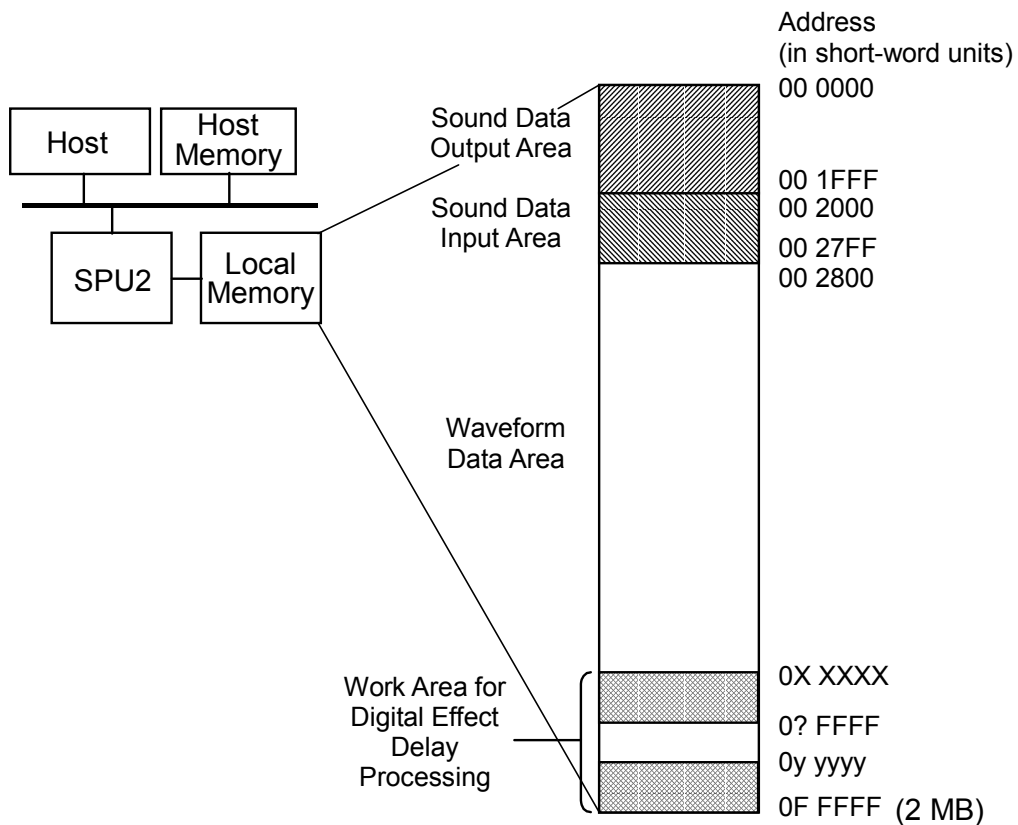 Address
(in short-word units)
00 0000
Host
Host
Memory
Sound Data
Output Area
00 1FFF
Sound Data
Input Area
00 2000
00 27FF
00 2800
SPU2
Local
Memory
Waveform
Data Area
0X XXXX
Work Area for
Digital Effect
Delay
Processing
0? FFFF
0y yyyy
0F FFFF (2 MB)